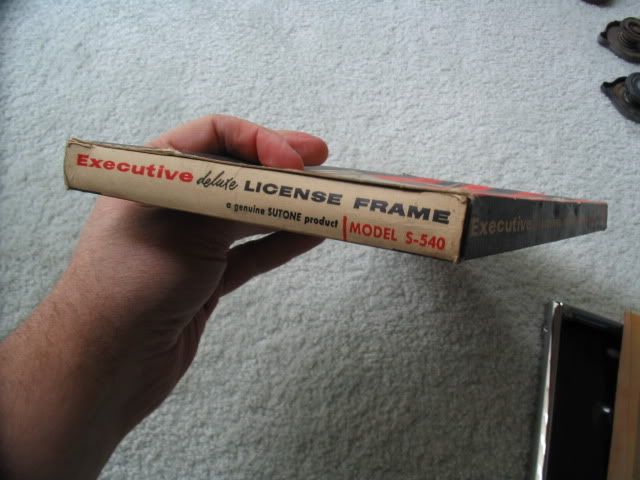 Executive deluxe LICENSE FRAME
a genuine SUTONE product
MODEL S-540
Executive